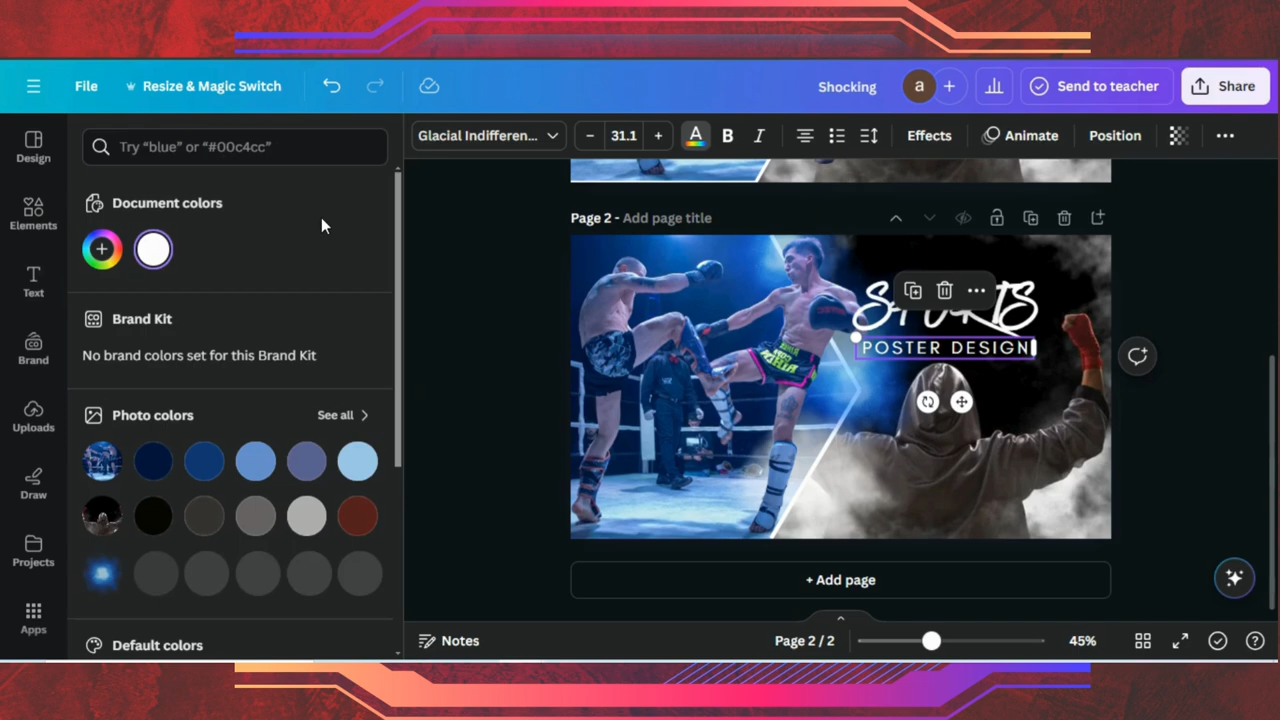 File
Resize & Magic Switch
Shocking
a
Send to teacher
Share
Design
Elements
Text
Brand
Uploads
Draw
Projects
Apps
Try “blue” or “#00c4cc”
Document colors
Brand Kit
No brand colors set for this Brand Kit
Photo colors
See all
Default colors
Glacial Indifferen...
31.1
A
B
I
Effects
Animate
Position
Page 2 - Add page title
SPORTS
POSTER DESIGN
+ Add page
Notes
Page 2 / 2
45%